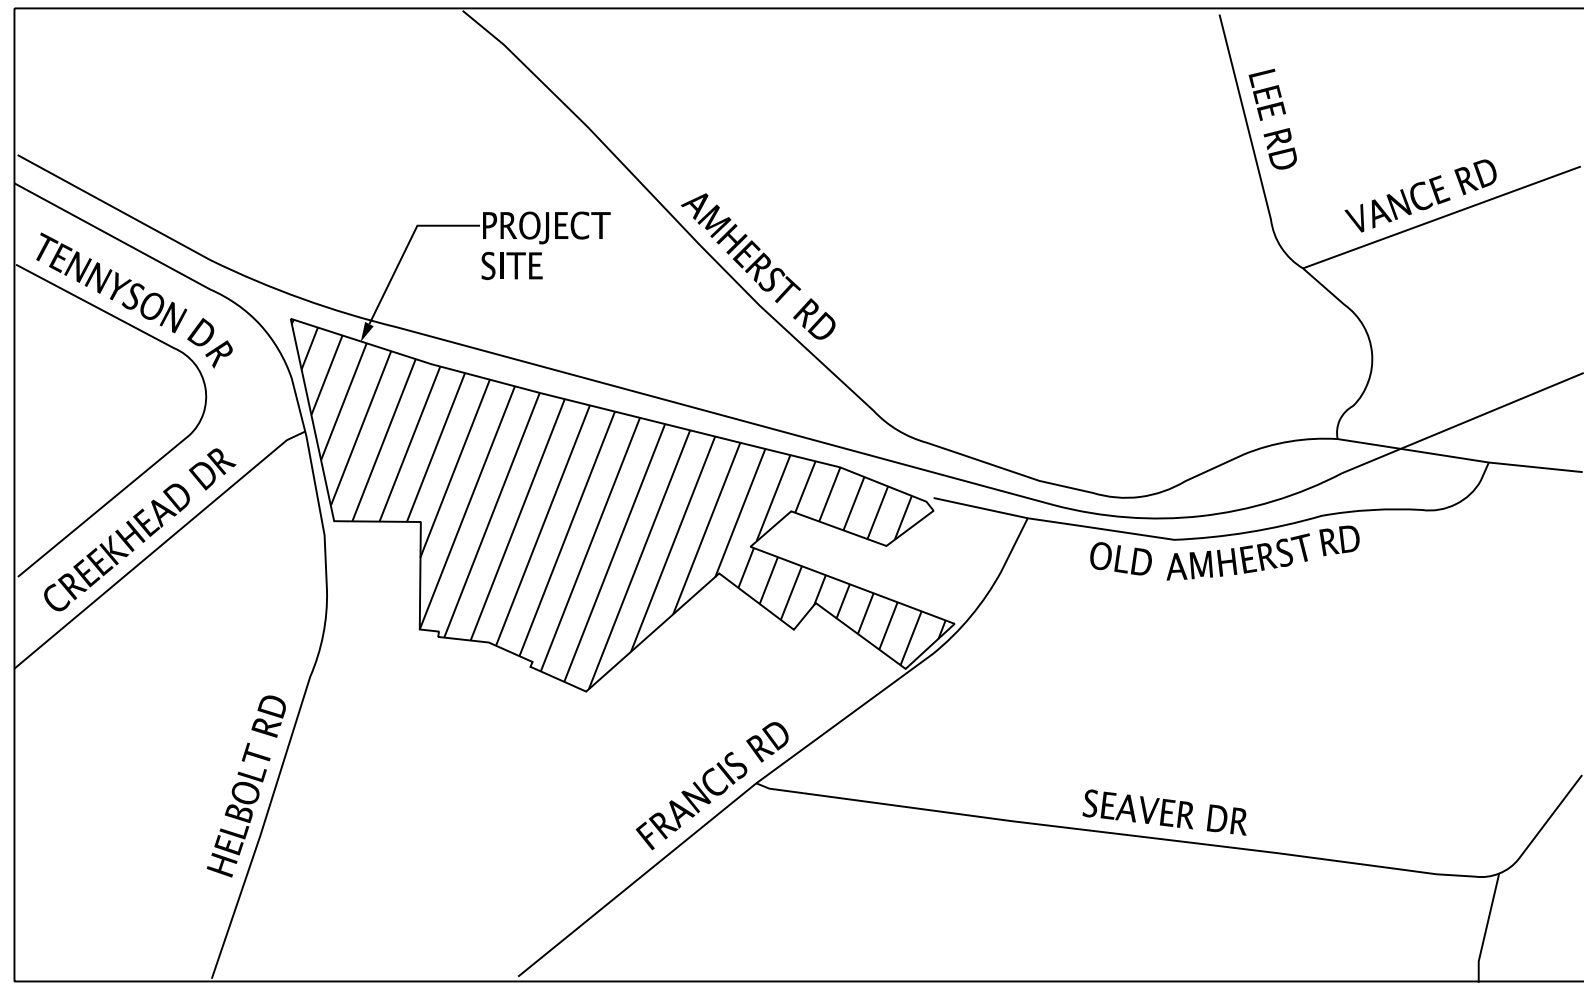 LEE RD
VANCE RD
AMHERST RD
PROJECT
SITE
TENNYSON DR
CREEKHEAD DR
OLD AMHERST RD
HELBOLT RD
FRANCIS RD
SEAVER DR